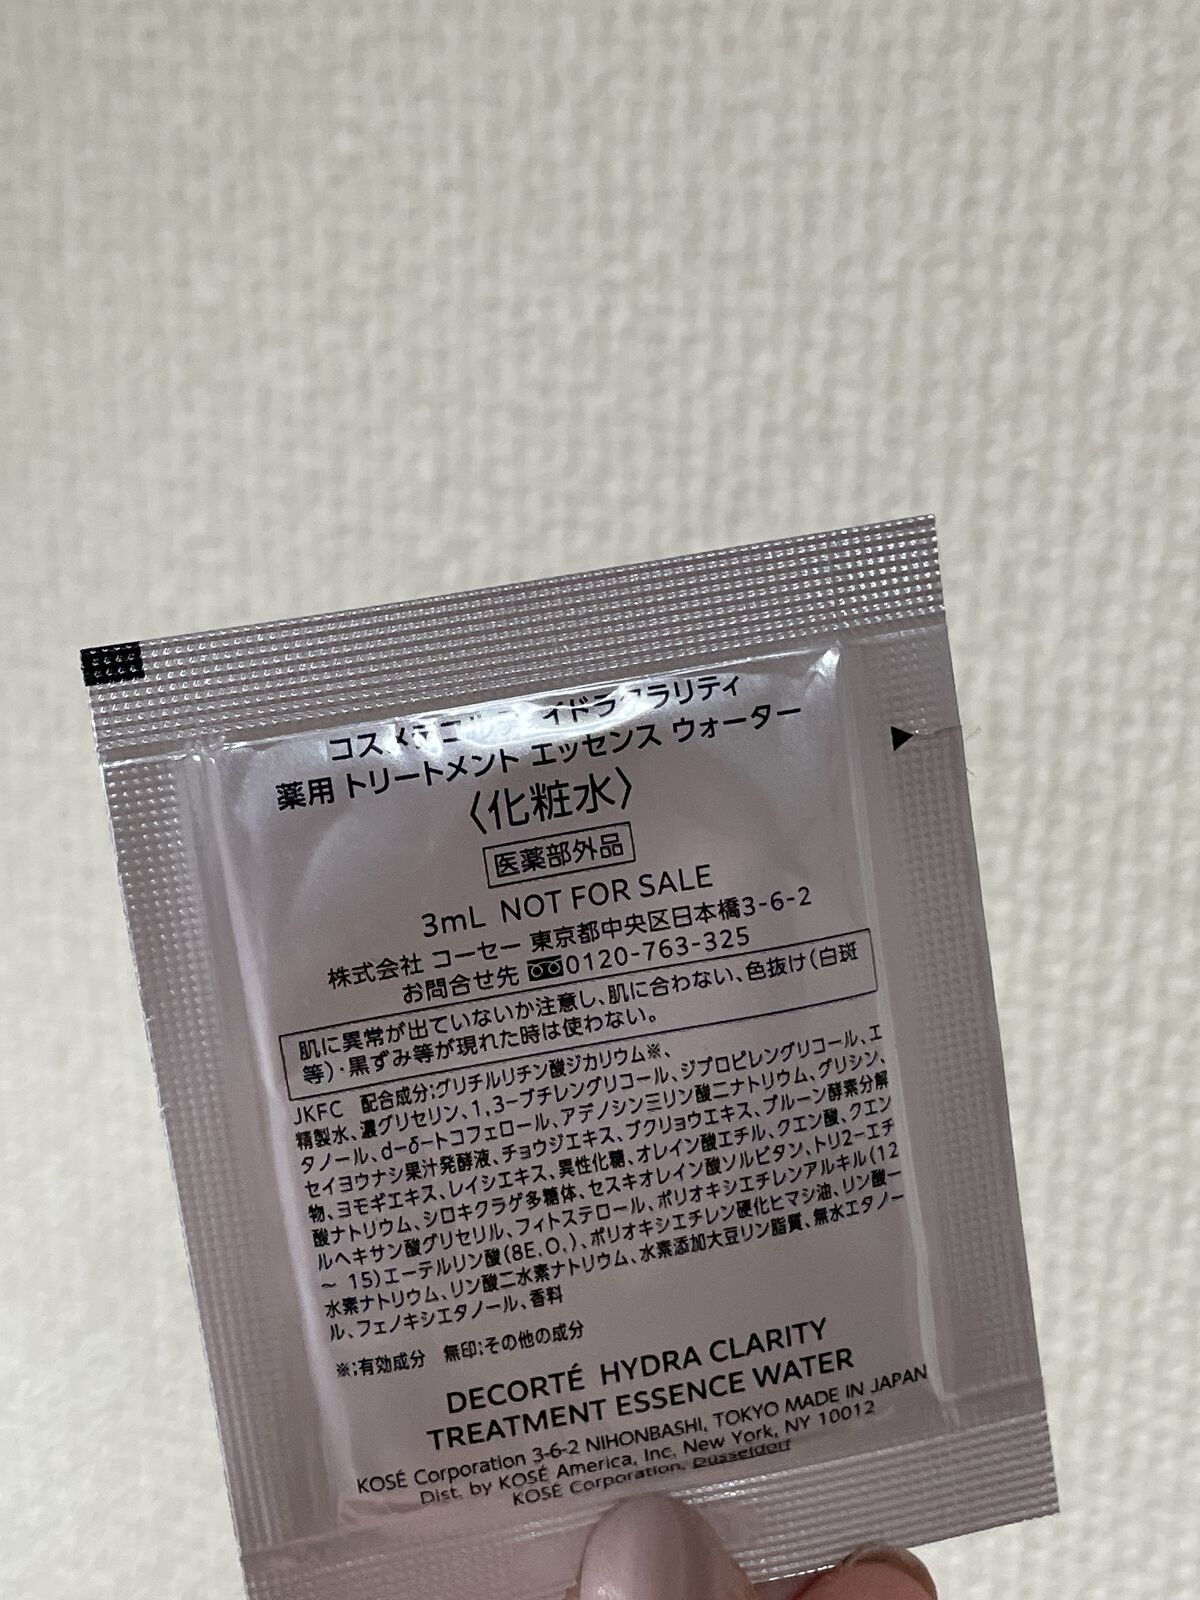 コスメデコルテ イドラクラリティ
薬用 トリートメント エッセンス ウォーター
〈化粧水〉
医薬部外品
3mL NOT FOR SALE
株式会社 コーセー 東京都中央区日本橋3-6-2
お問合せ先 0120-763-325
肌に異常が出ていないか注意し、肌に合わない、色抜け(白斑
等)・黒ずみ等が現れた時は使わない。
JKFC 配合成分;グリチルリチン酸ジカリウム※、
精製水、濃グリセリン、1,3-ブチレングリコール、ジプロピレングリコール、エ
タノール、d-δ-トコフェロール、アデノシン三リン酸二ナトリウム、グリシン、
セイヨウナシ果汁発酵液、チョウジエキス、ブクリョウエキス、プルーン酵素分解
物、ヨモギエキス、レイシエキス、異性化糖、オレイン酸エチル、クエン酸、クエン
酸ナトリウム、シロキクラゲ多糖体、セスキオレイン酸ソルビタン、トリ2-エチ
ルヘキサン酸グリセリル、フィトステロール、ポリオキシエチレンアルキル(12
～ 15)エーテルリン酸(8E.O.)、ポリオキシエチレン硬化ヒマシ油、リン酸一
水素ナトリウム、リン酸二水素ナトリウム、水素添加大豆リン脂質、無水エタノー
ル、フェノキシエタノール、香料
※;有効成分 無印;その他の成分
DECORTÉ HYDRA CLARITY
TREATMENT ESSENCE WATER
KOSÉ Corporation 3-6-2 NIHONBASHI, TOKYO MADE IN JAPAN
Dist. by KOSÉ America, Inc. New York, NY 10012
KOSÉ Corporation, Düsseldorf